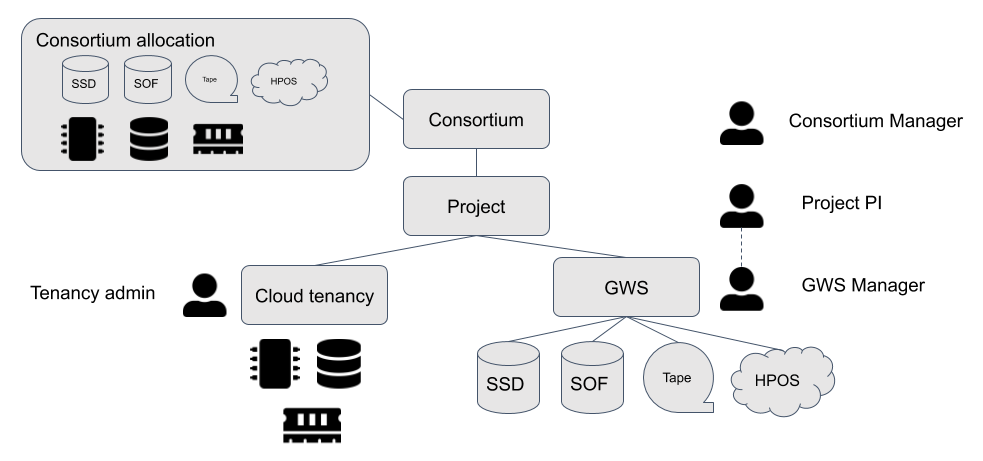 Consortium allocation
SSD
SOF
Tape
HPOS
Consortium
Consortium Manager
Project
Project PI
Tenancy admin
Cloud tenancy
GWS
GWS Manager
SSD
SOF
Tape
HPOS